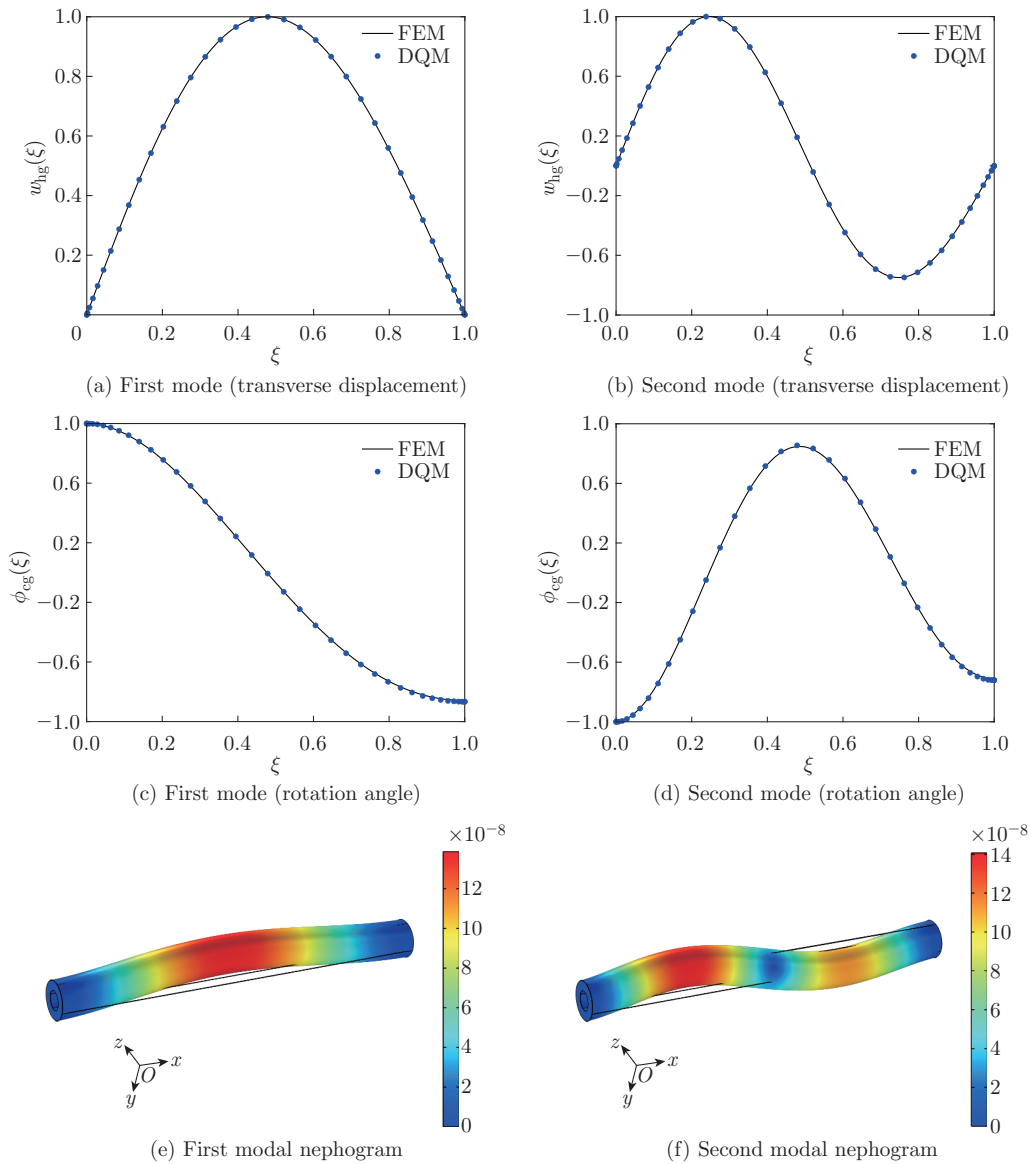 1.0
0.8
0.6
0.4
0.2
w_hg(ξ)
FEM
DQM
0
0.2
0.4
0.6
0.8
1.0
ξ
(a) First mode (transverse displacement)
1.0
0.6
0.2
−0.2
−0.6
−1.0
w_hg(ξ)
FEM
DQM
0.0
0.2
0.4
0.6
0.8
1.0
ξ
(b) Second mode (transverse displacement)
1.0
0.6
0.2
−0.2
−0.6
−1.0
ϕ_cg(ξ)
FEM
DQM
0.0
0.2
0.4
0.6
0.8
1.0
ξ
(c) First mode (rotation angle)
1.0
0.6
0.2
−0.2
−0.6
−1.0
ϕ_cg(ξ)
FEM
DQM
0.0
0.2
0.4
0.6
0.8
1.0
ξ
(d) Second mode (rotation angle)
×10⁻⁸
12
10
8
6
4
2
0
z
x
O
y
(e) First modal nephogram
×10⁻⁸
14
12
10
8
6
4
2
0
z
x
O
y
(f) Second modal nephogram